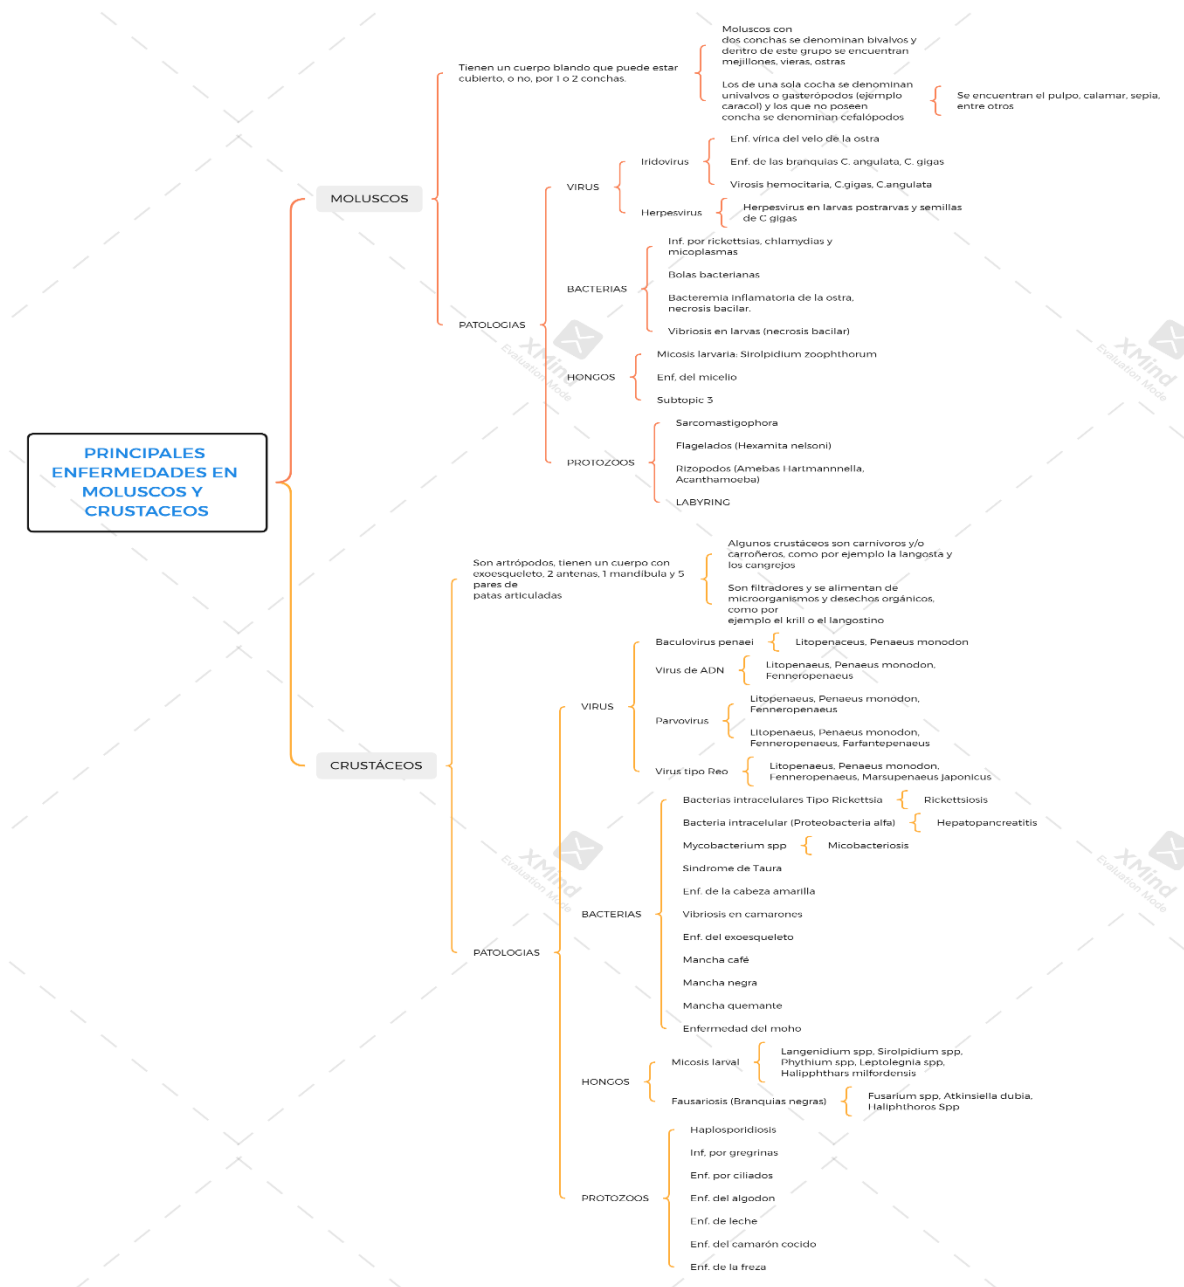 PRINCIPALES
ENFERMEDADES EN
MOLUSCOS Y
CRUSTACEOS
MOLUSCOS
Tienen un cuerpo blando que puede estar
cubierto, o no, por 1 o 2 conchas.
Moluscos con
dos conchas se denominan bivalvos y
dentro de este grupo se encuentran
mejillones, vieras, ostras
Los de una sola cocha se denominan
univalvos o gasterópodos (ejemplo
caracol) y los que no poseen
concha se denominan cefalópodos
Se encuentran el pulpo, calamar, sepia,
entre otros
PATOLOGIAS
VIRUS
Iridovirus
Enf. vírica del velo de la ostra
Enf. de las branquias C. angulata, C. gigas
Virosis hemocitaria, C.gigas, C.angulata
Herpesvirus
Herpesvirus en larvas postrarvas y semillas
de C gigas
BACTERIAS
Inf. por rickettsias, chlamydias y
micoplasmas
Bolas bacterianas
Bacteremia inflamatoria de la ostra,
necrosis bacilar.
Vibriosis en larvas (necrosis bacilar)
HONGOS
Micosis larvaria: Sirolpidium zoophthorum
Enf. del micelio
Subtopic 3
PROTOZOOS
Sarcomastigophora
Flagelados (Hexamita nelsoni)
Rizopodos (Amebas Hartmannnella,
Acanthamoeba)
LABYRING
CRUSTÁCEOS
Son artrópodos, tienen un cuerpo con
exoesqueleto, 2 antenas, 1 mandíbula y 5
pares de
patas articuladas
Algunos crustáceos son carnívoros y/o
carroñeros, como por ejemplo la langosta y
los cangrejos
Son filtradores y se alimentan de
microorganismos y desechos orgánicos,
como por
ejemplo el krill o el langostino
PATOLOGIAS
VIRUS
Baculovirus penaei
Litopenaceus, Penaeus monodon
Virus de ADN
Litopenaeus, Penaeus monodon,
Fenneropenaeus
Parvovirus
Litopenaeus, Penaeus monodon,
Fenneropenaeus
Litopenaeus, Penaeus monodon,
Fenneropenaeus, Farfantepenaeus
Virus tipo Reo
Litopenaeus, Penaeus monodon,
Fenneropenaeus, Marsupenaeus japonicus
BACTERIAS
Bacterias intracelulares Tipo Rickettsia
Rickettsiosis
Bacteria intracelular (Proteobacteria alfa)
Hepatopancreatitis
Mycobacterium spp
Micobacteriosis
Sindrome de Taura
Enf. de la cabeza amarilla
Vibriosis en camarones
Enf. del exoesqueleto
Mancha café
Mancha negra
Mancha quemante
Enfermedad del moho
HONGOS
Micosis larval
Langenidium spp, Sirolpidium spp,
Phythium spp, Leptolegnia spp,
Halipphthars milfordensis
Fausariosis (Branquias negras)
Fusarium spp, Atkinsiella dubia,
Haliphthoros Spp
PROTOZOOS
Haplosporidiosis
Inf, por gregrinas
Enf. por ciliados
Enf. del algodon
Enf. de leche
Enf. del camarón cocido
Enf. de la freza
XMind
Evaluation Mode
XMind
Evaluation Mode
XMind
Evaluation Mode
XMind
Evaluation Mode